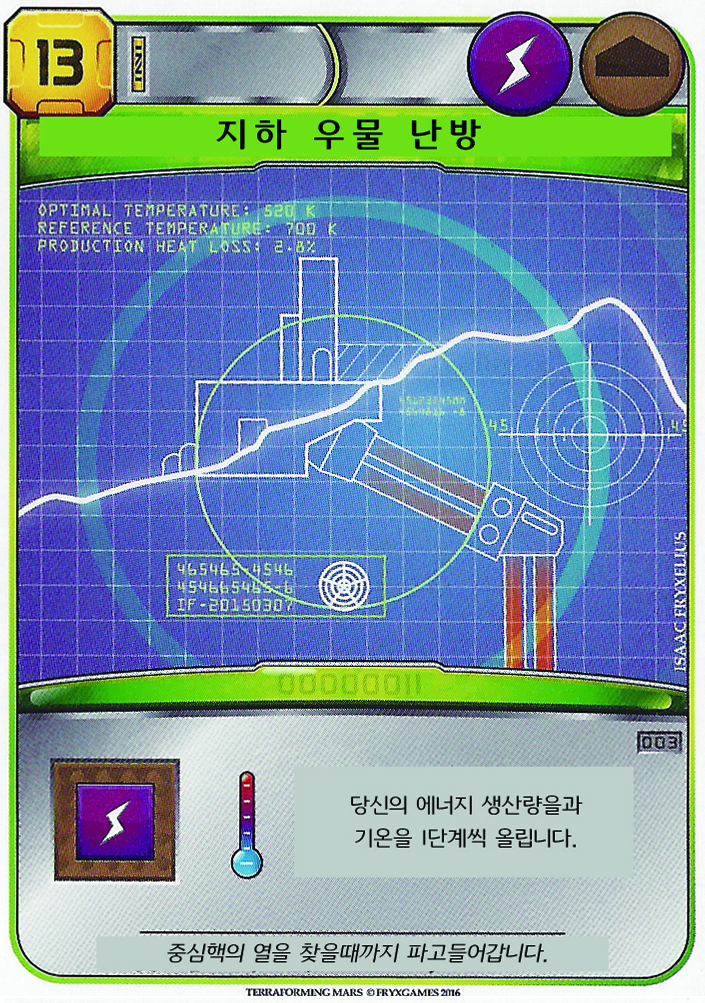 13
지하 우물 난방
OPTIMAL TEMPERATURE: 520 K
REFERENCE TEMPERATURE: 700 K
PRODUCTION HEAT LOSS: 2.8%
45
45
465465-4546
454665465-6
IF-20150307
ISAAC FRYXELIUS
00000011
003
당신의 에너지 생산량을과
기온을 1단계씩 올립니다.
중심핵의 열을 찾을때까지 파고들어갑니다.
TERRAFORMING MARS © FRYXGAMES 2016